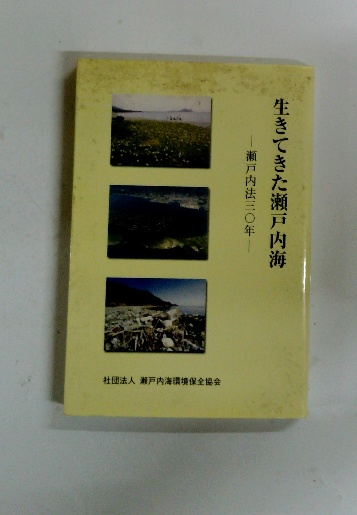 生きてきた瀬戸内海
―瀬戸内法三〇年―
社団法人 瀬戸内海環境保全協会